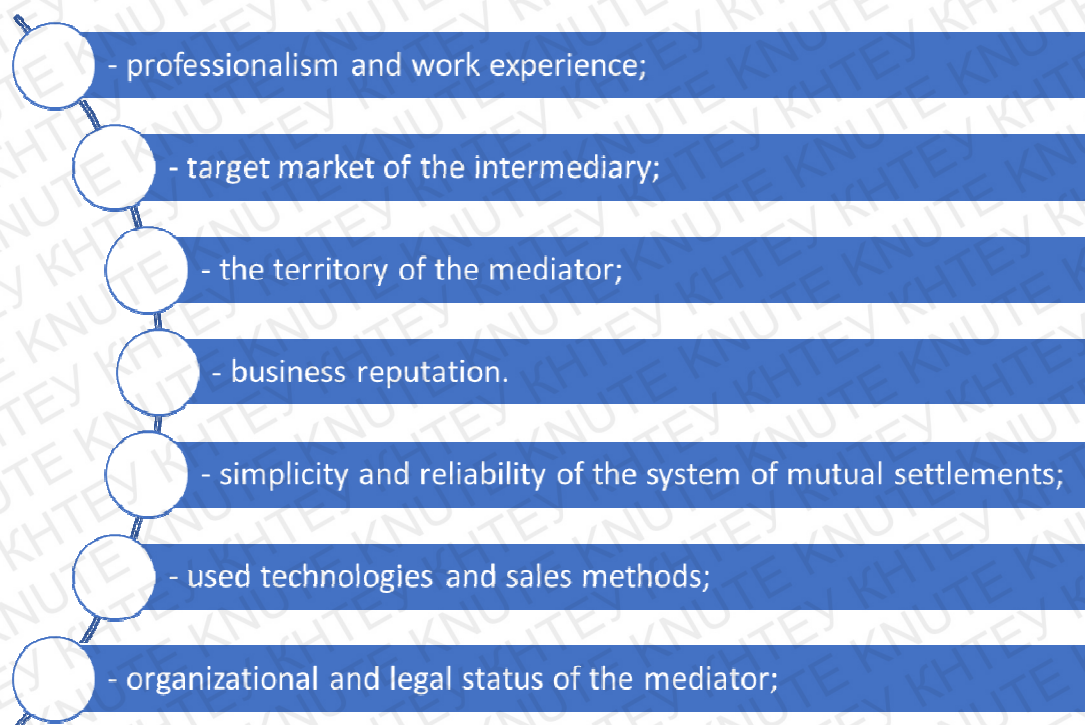 - professionalism and work experience;
- target market of the intermediary;
- the territory of the mediator;
- business reputation.
- simplicity and reliability of the system of mutual settlements;
- used technologies and sales methods;
- organizational and legal status of the mediator;